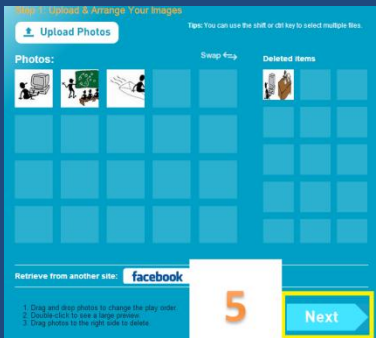 Step 1: Upload & Arrange Your Images
Upload Photos
Tips: You can use the shift or ctrl key to select multiple files.
Photos:
Swap
Deleted items
Retrieve from another site:
facebook
1. Drag and drop photos to change the play order.
2. Double-click to see a large preview.
3. Drag photos to the right side to delete.
5
Next